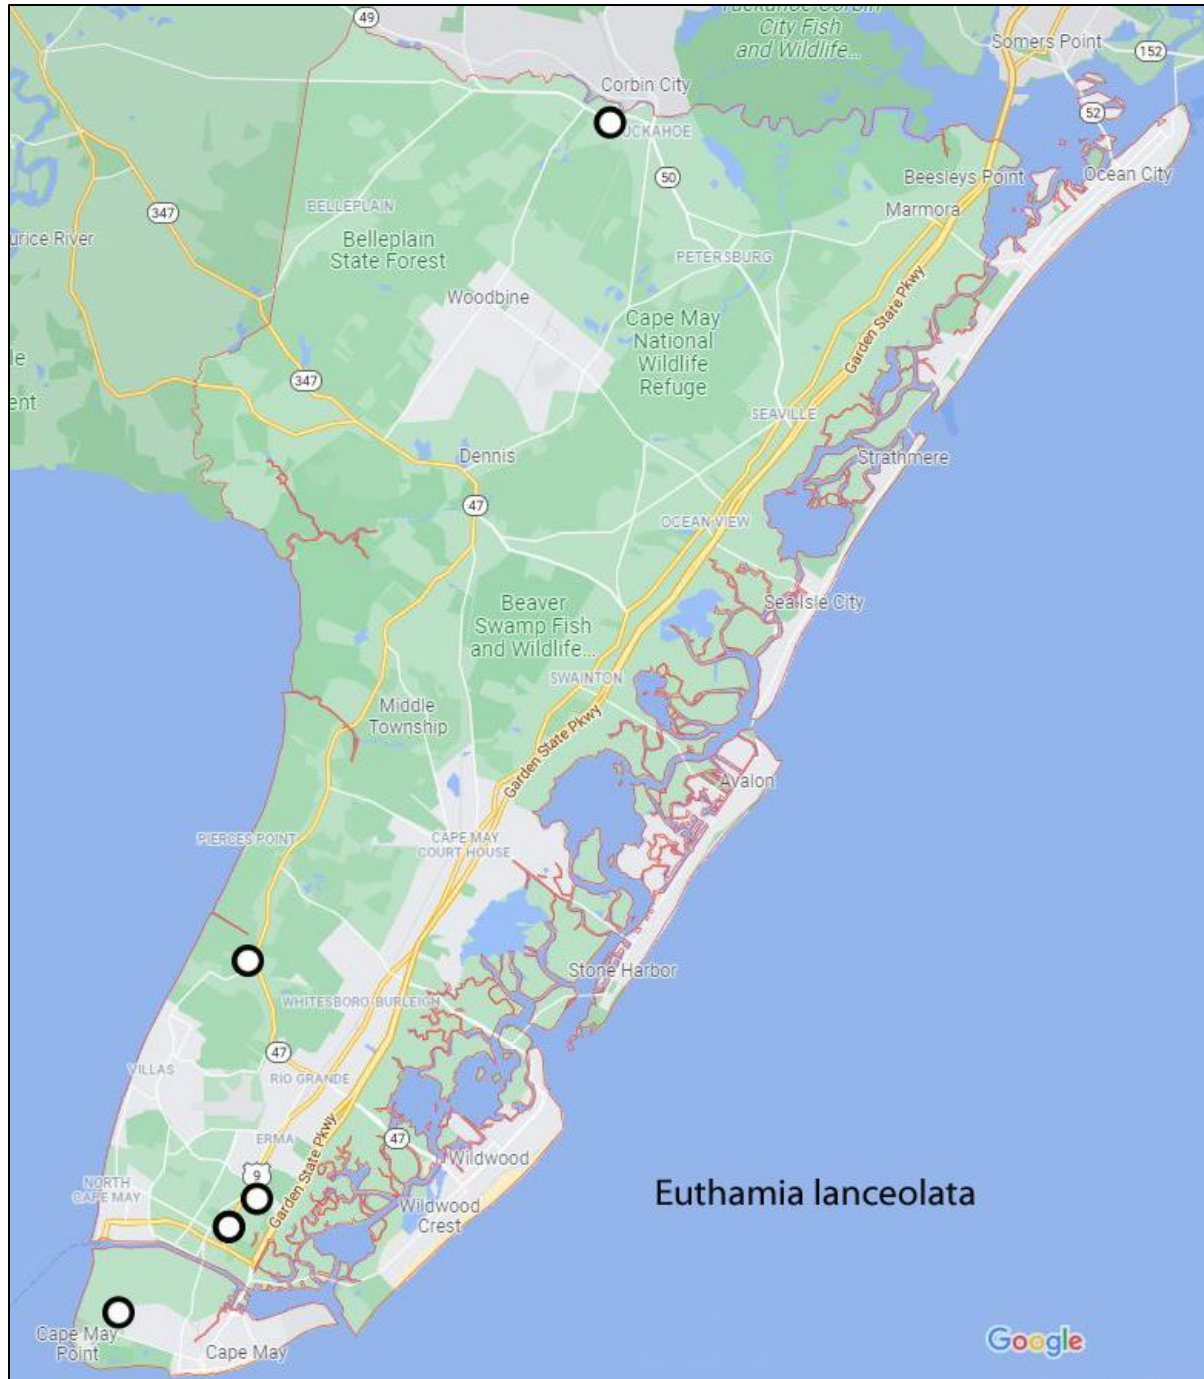 49
Tuckahoe-Corbin
City Fish
and Wildlife...
Somers Point
152
Corbin City
52
UCKAHOE
50
Beesleys Point
Ocean City
BELLEPLAIN
Marmora
347
urice River
Belleplain
State Forest
PETERSBURG
Woodbine
Cape May
National
Wildlife
Refuge
Garden State Pkwy
le
ent
347
SEAVILLE
Dennis
Strathmere
47
OCEAN VIEW
Beaver
Swamp Fish
and Wildlife...
Sea Isle City
SWAINTON
Middle
Township
Garden State Pkwy
Avalon
PIERCES POINT
CAPE MAY
COURT HOUSE
Stone Harbor
WHITESBORO-BURLEIGH
47
VILLAS
RIO GRANDE
ERMA
47
Garden State Pkwy
Wildwood
9
NORTH
CAPE MAY
Wildwood
Crest
Euthamia lanceolata
Cape May
Point
Cape May
Google